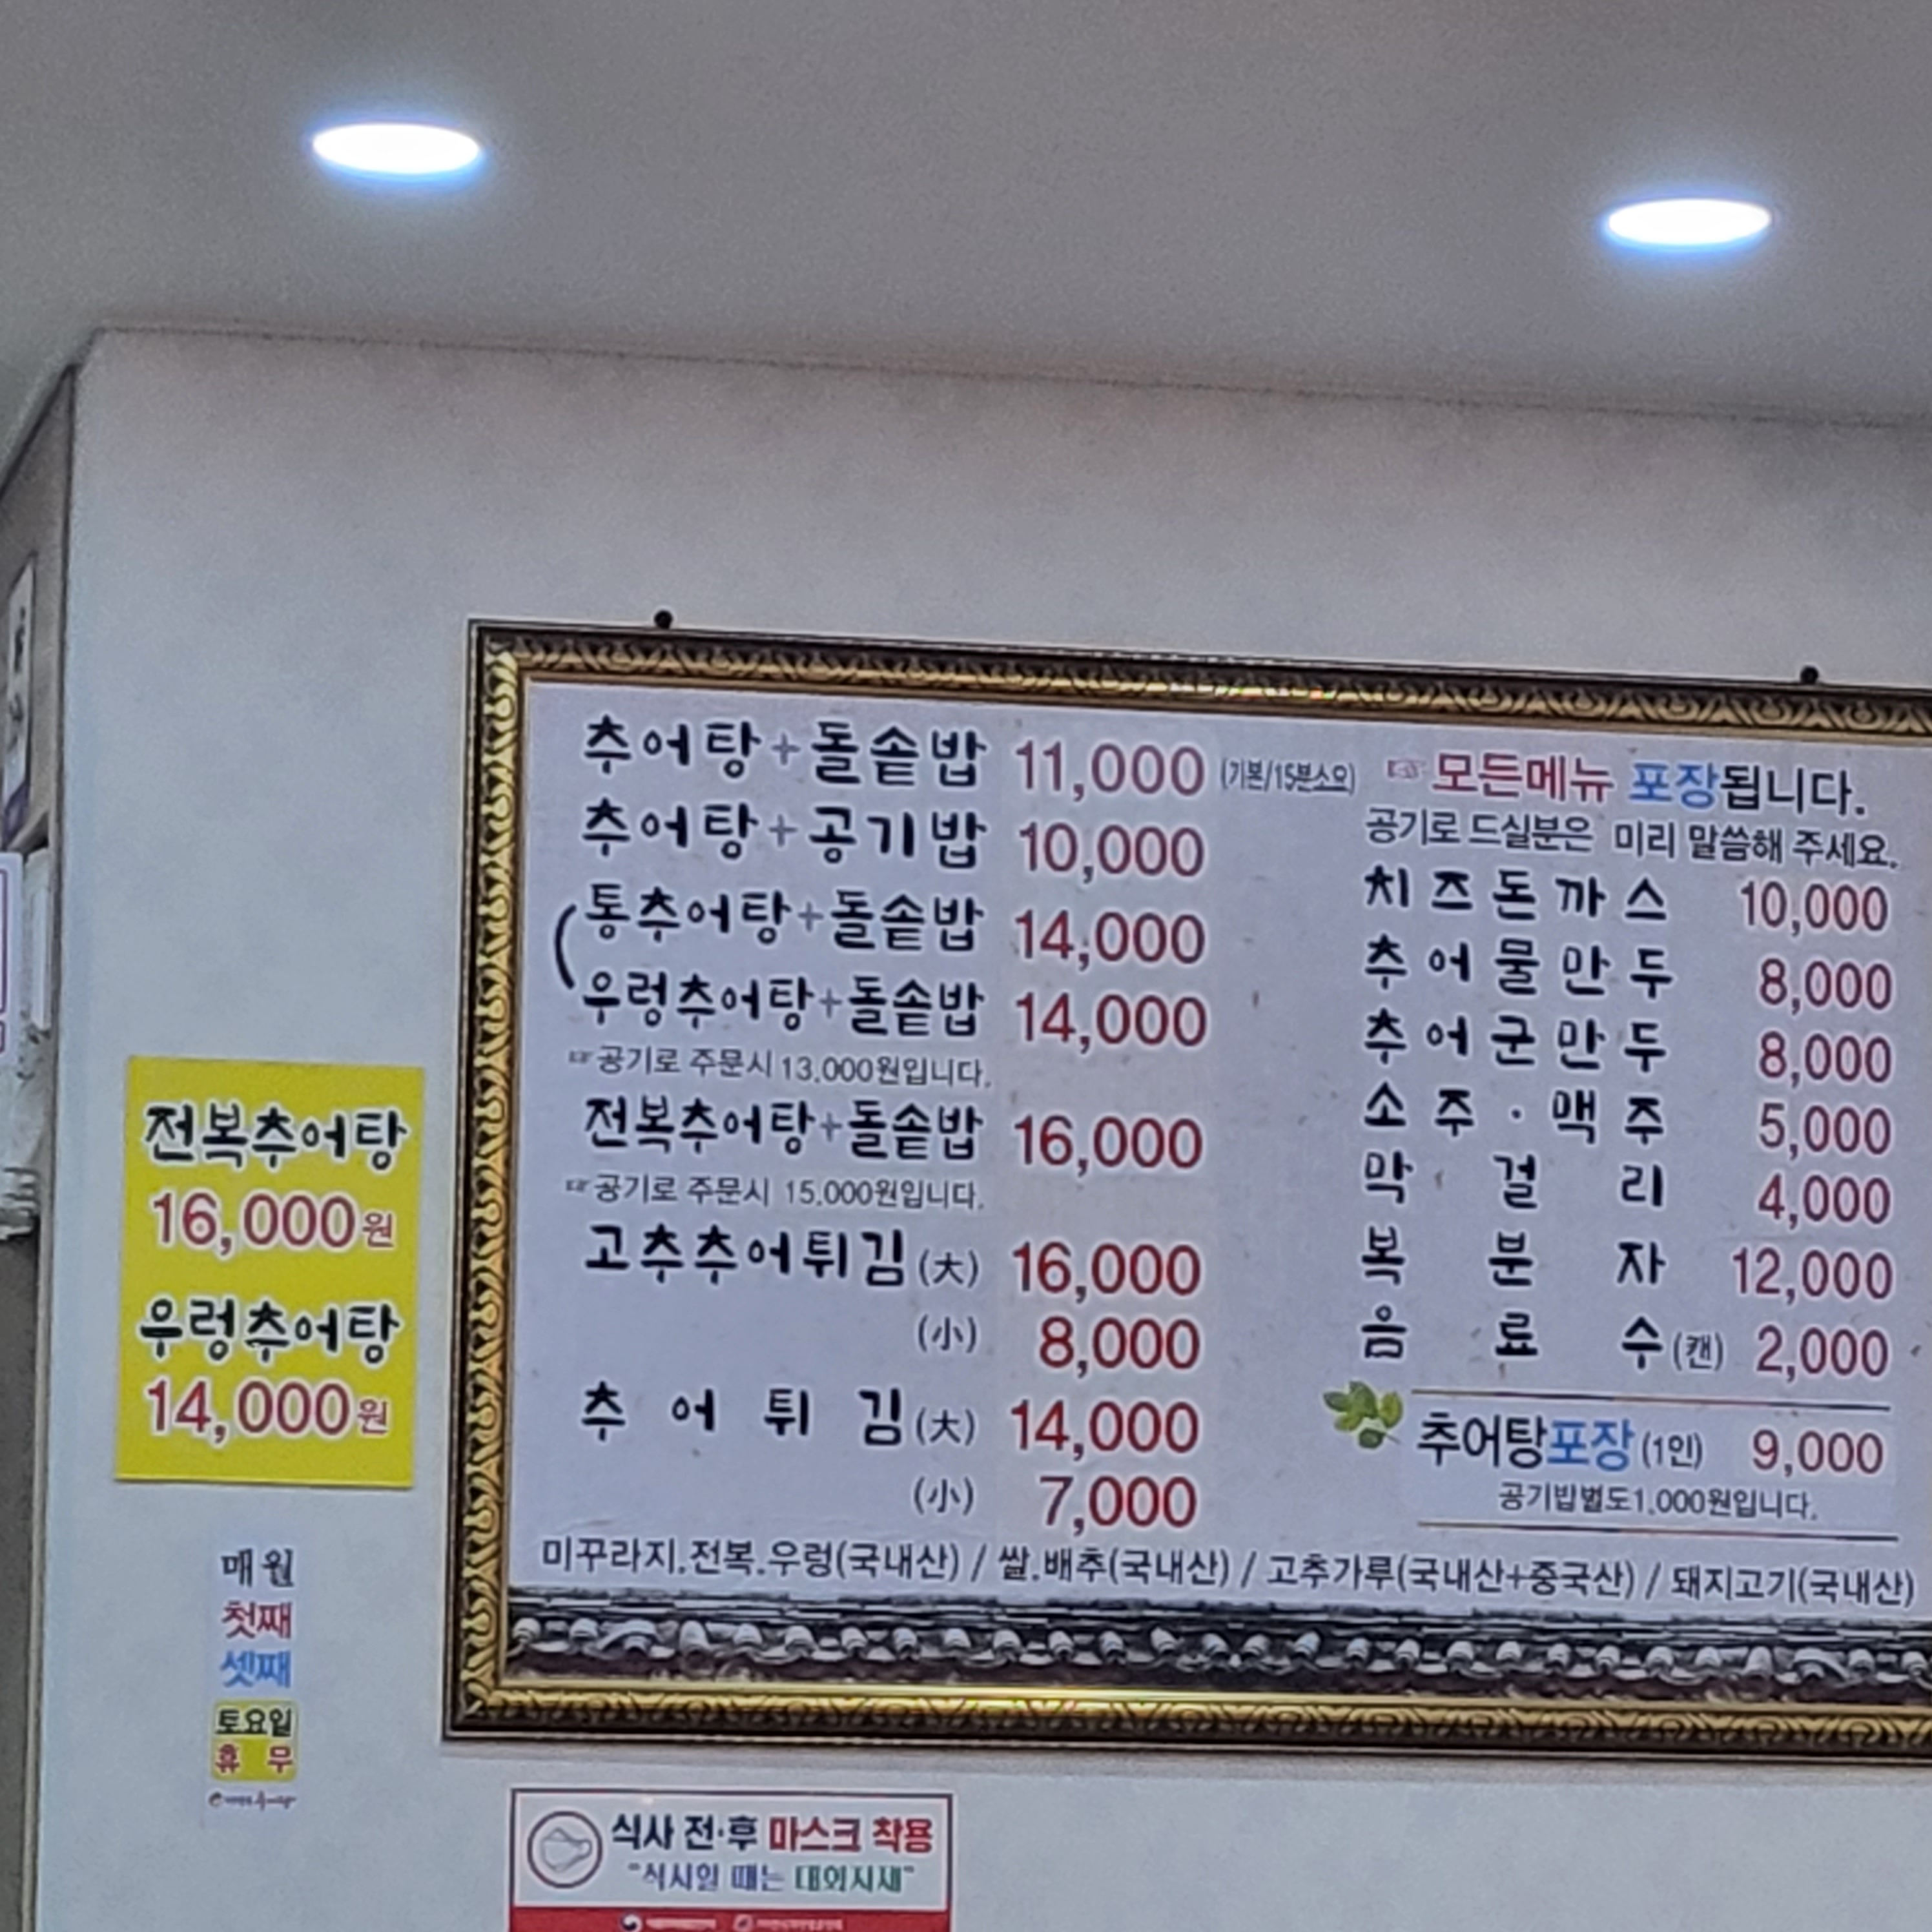 추어탕+돌솥밥 11,000 (기본/15분소요)
추어탕+공기밥 10,000
통추어탕+돌솥밥 14,000
우렁추어탕+돌솥밥 14,000
☞공기로 주문시 13,000원입니다.
전복추어탕+돌솥밥 16,000
☞공기로 주문시 15,000원입니다.
고추추어튀김(大) 16,000
(小) 8,000
추어튀김(大) 14,000
(小) 7,000
☞모든메뉴 포장됩니다.
공기로 드실분은 미리 말씀해 주세요.
치즈돈까스 10,000
추어물만두 8,000
추어군만두 8,000
소주·맥주 5,000
막걸리 4,000
복분자 12,000
음료수(캔) 2,000
추어탕포장(1인) 9,000
공기밥별도1,000원입니다.
미꾸라지.전복.우렁(국내산) / 쌀.배추(국내산) / 고추가루(국내산+중국산) / 돼지고기(국내산)
전복추어탕
16,000원
우렁추어탕
14,000원
매월
첫째
셋째
토요일
휴무
식사 전·후 마스크 착용
"식사일 때는 대화자제"